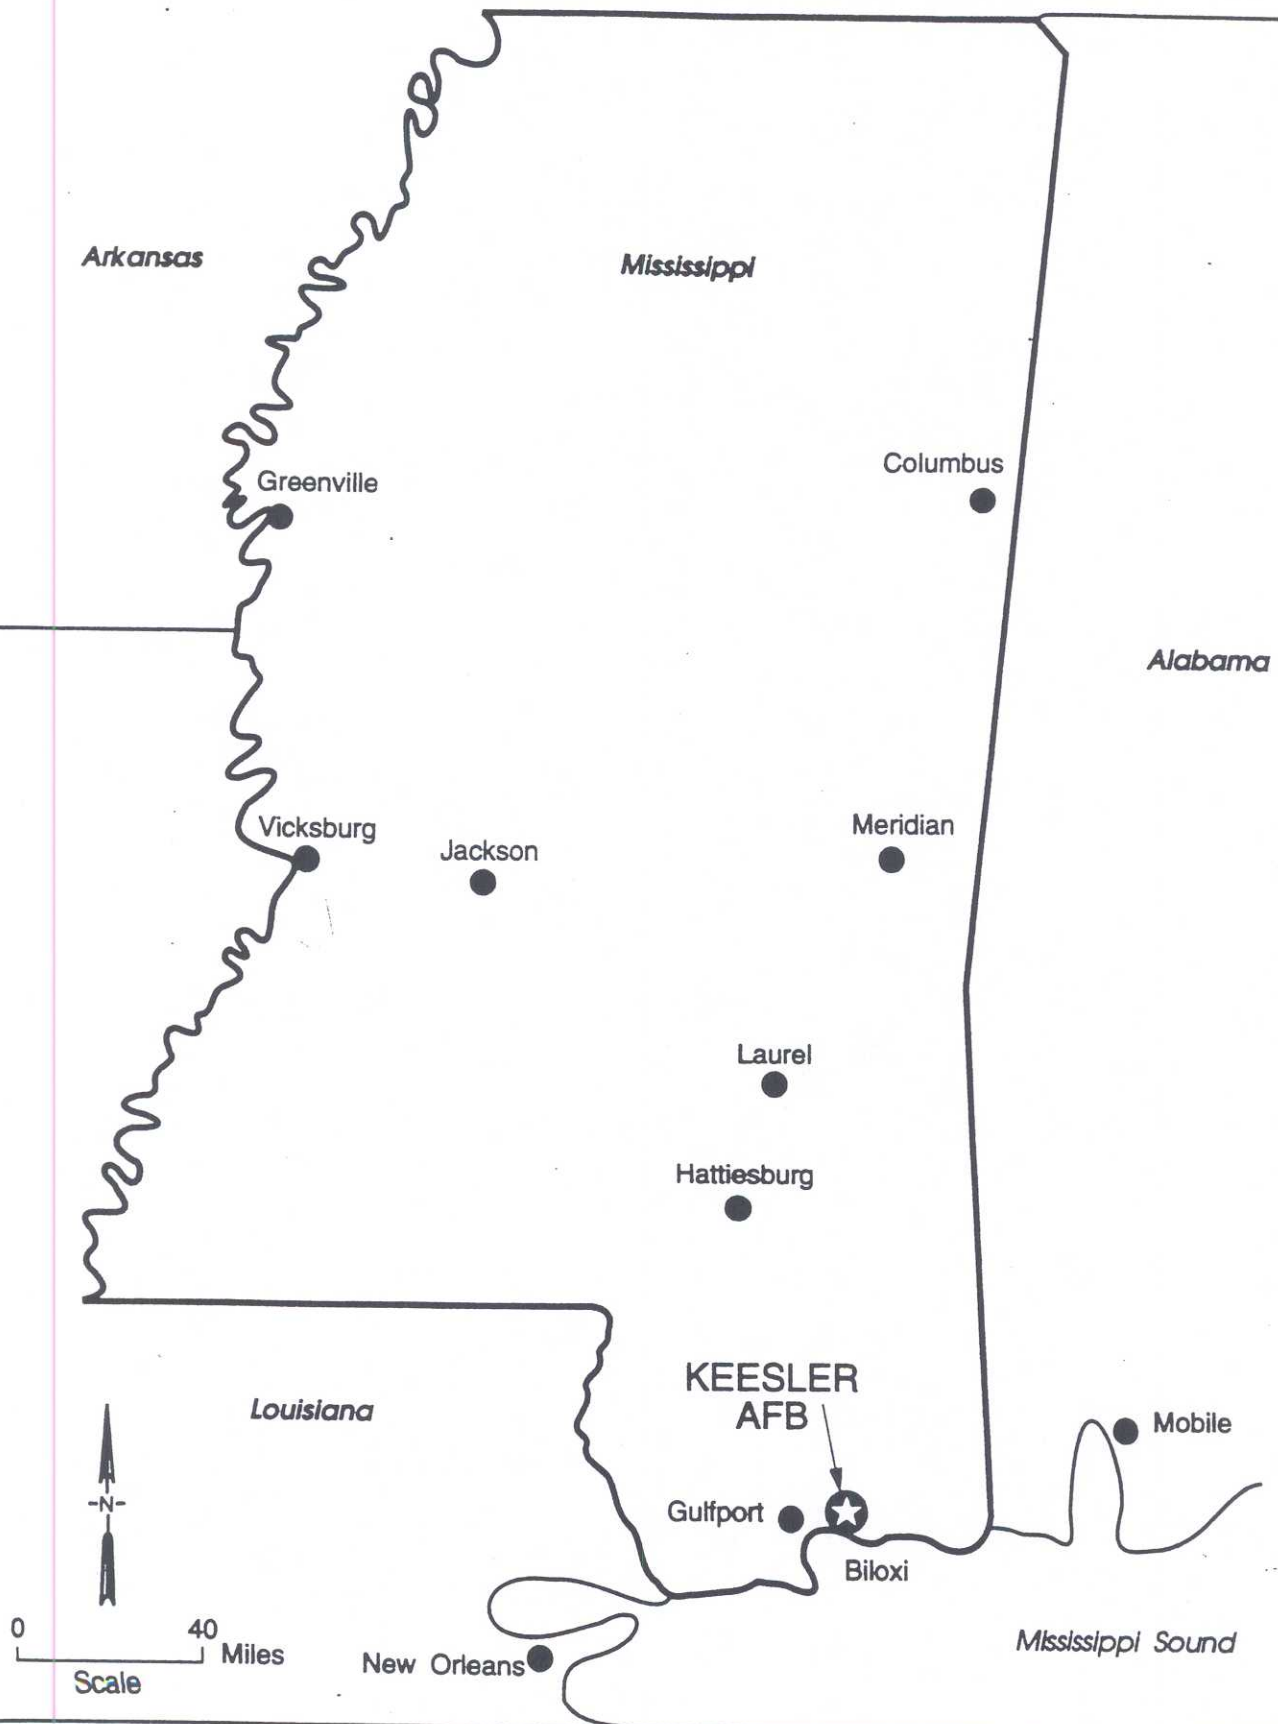 Arkansas
Mississippi
Columbus
Greenville
Alabama
Vicksburg
Jackson
Meridian
Laurel
Hattiesburg
KEESLER
AFB
Louisiana
Mobile
-N-
Gulfport
Biloxi
0 40 Miles
Scale
New Orleans
Mississippi Sound